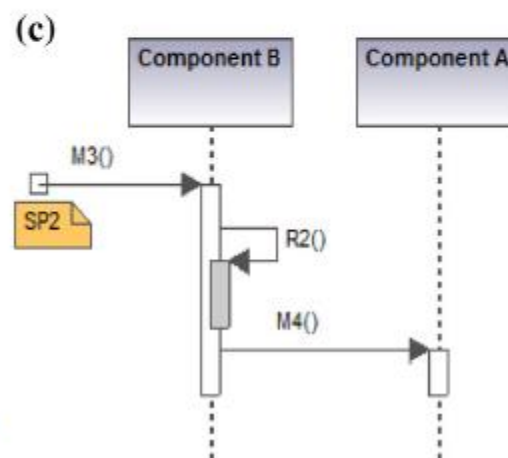 (c)
Component B
Component A
M3()
SP2
R2()
M4()